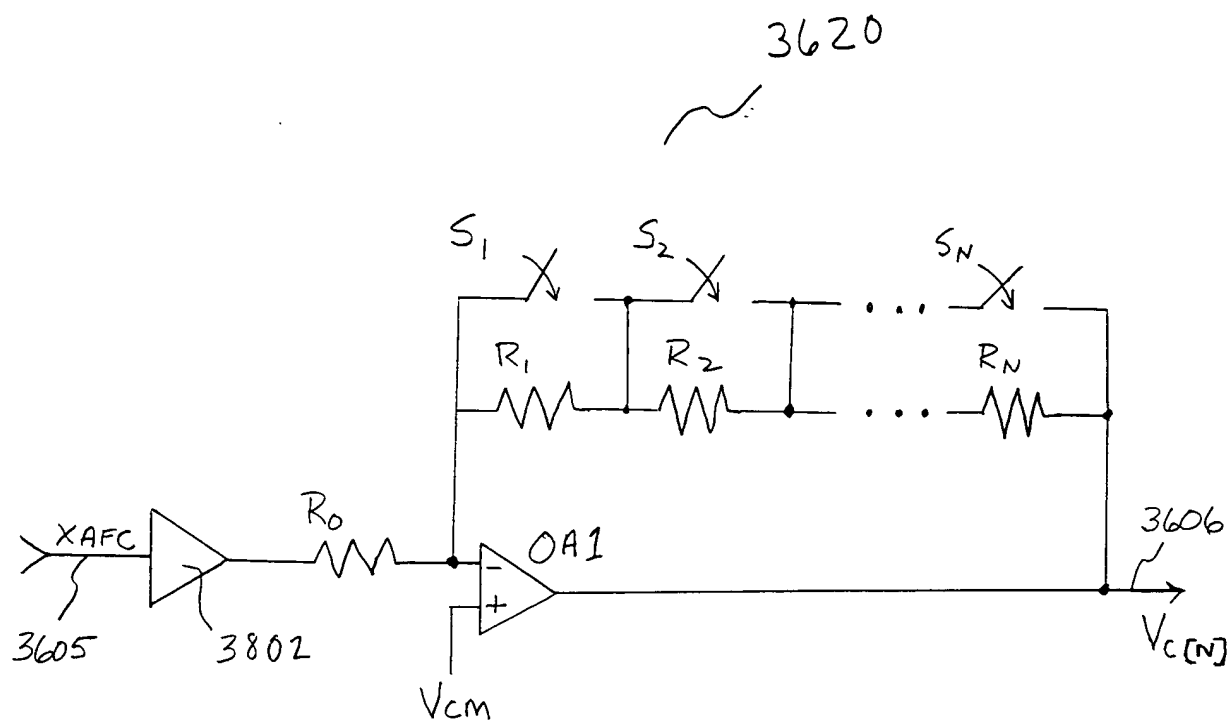 3620
S1 S2 SN
R1 R2 ... RN
XAFC R0 OA1 3606
- +
3605 3802 VCM VC[N]